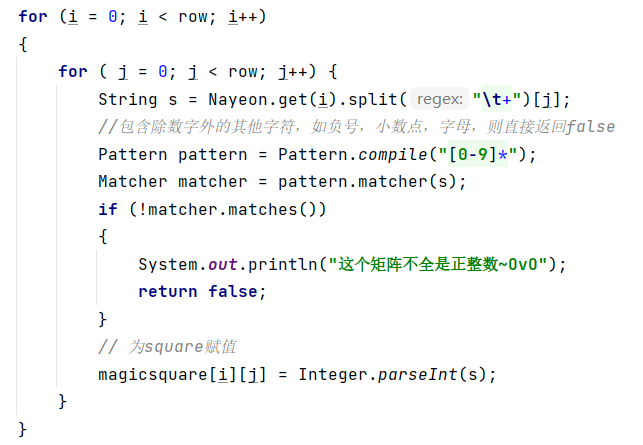 for (i = 0; i < row; i++)
{
for ( j = 0; j < row; j++) {
String s = Nayeon.get(i).split( regex: "\t+")[j];
//包含除数字外的其他字符，如负号，小数点，字母，则直接返回false
Pattern pattern = Pattern.compile("[0-9]*");
Matcher matcher = pattern.matcher(s);
if (!matcher.matches())
{
System.out.println("这个矩阵不全是正整数~OvO");
return false;
}
// 为square赋值
magicsquare[i][j] = Integer.parseInt(s);
}
}